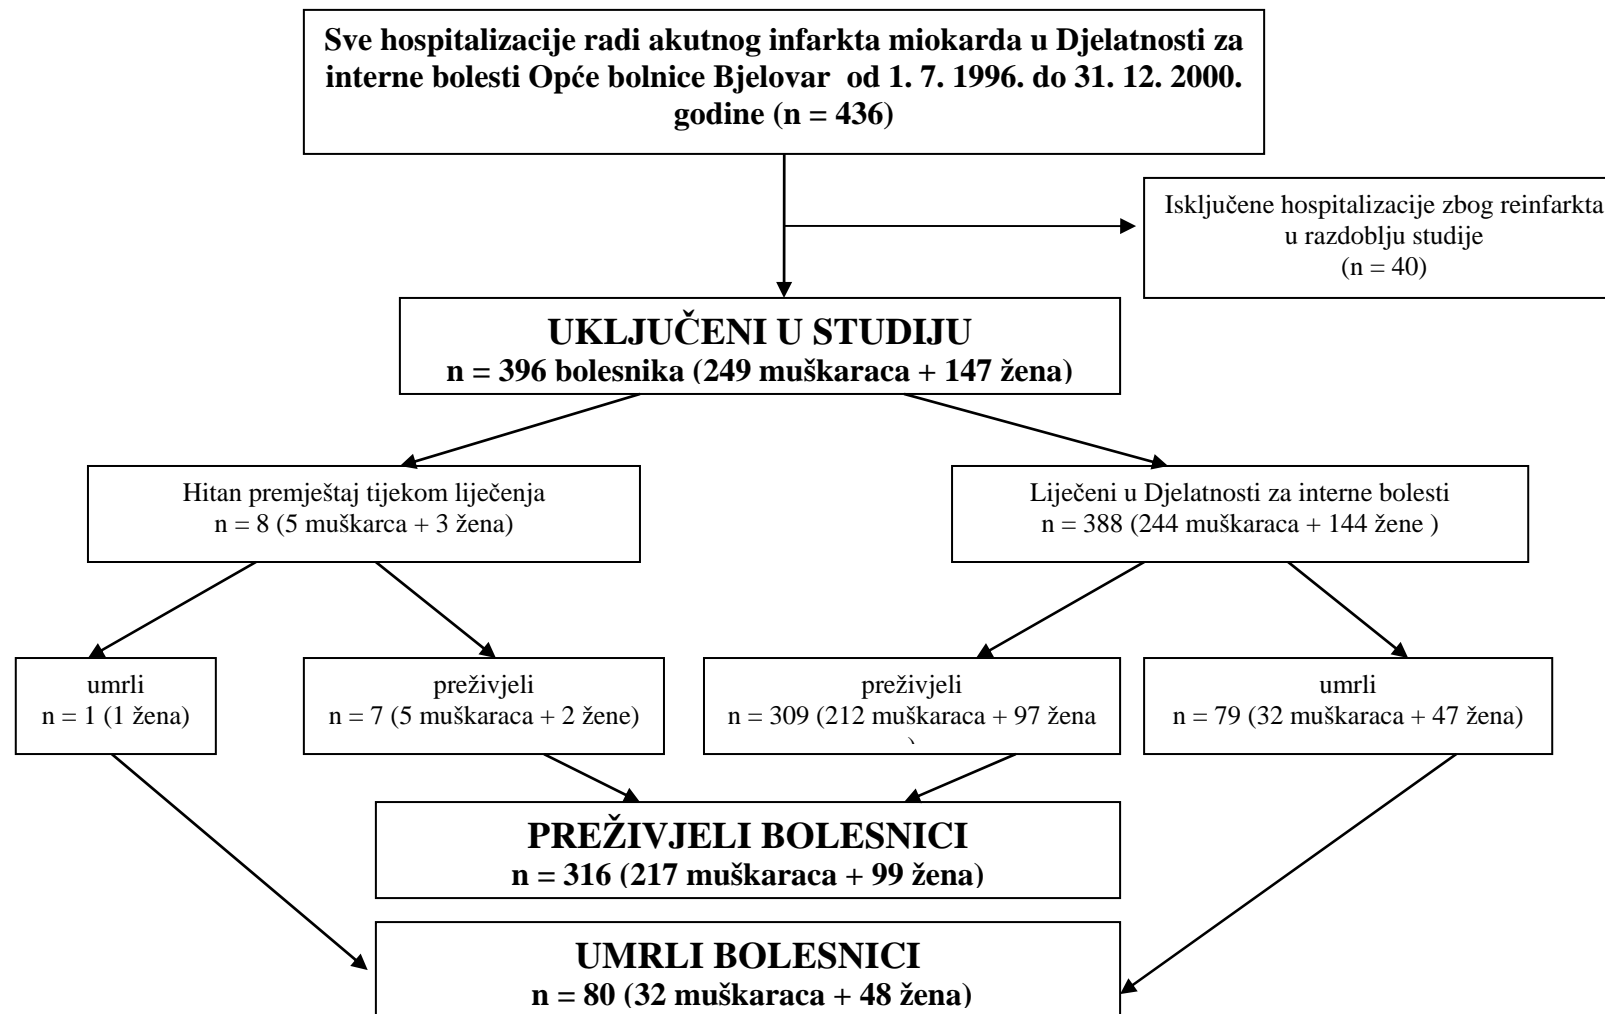 Sve hospitalizacije radi akutnog infarkta miokarda u Djelatnosti za
interne bolesti Opće bolnice Bjelovar  od 1. 7. 1996. do 31. 12. 2000.
godine (n = 436)
Isključene hospitalizacije zbog reinfarkta
u razdoblju studije
(n = 40)
UKLJUČENI U STUDIJU
n = 396 bolesnika (249 muškaraca + 147 žena)
Hitan premještaj tijekom liječenja
n = 8 (5 muškarca + 3 žena)
Liječeni u Djelatnosti za interne bolesti
n = 388 (244 muškaraca + 144 žene )
umrli
n = 1 (1 žena)
preživjeli
n = 7 (5 muškaraca + 2 žene)
preživjeli
n = 309 (212 muškaraca + 97 žena
)
umrli
n = 79 (32 muškaraca + 47 žena)
PREŽIVJELI BOLESNICI
n = 316 (217 muškaraca + 99 žena)
UMRLI BOLESNICI
n = 80 (32 muškaraca + 48 žena)